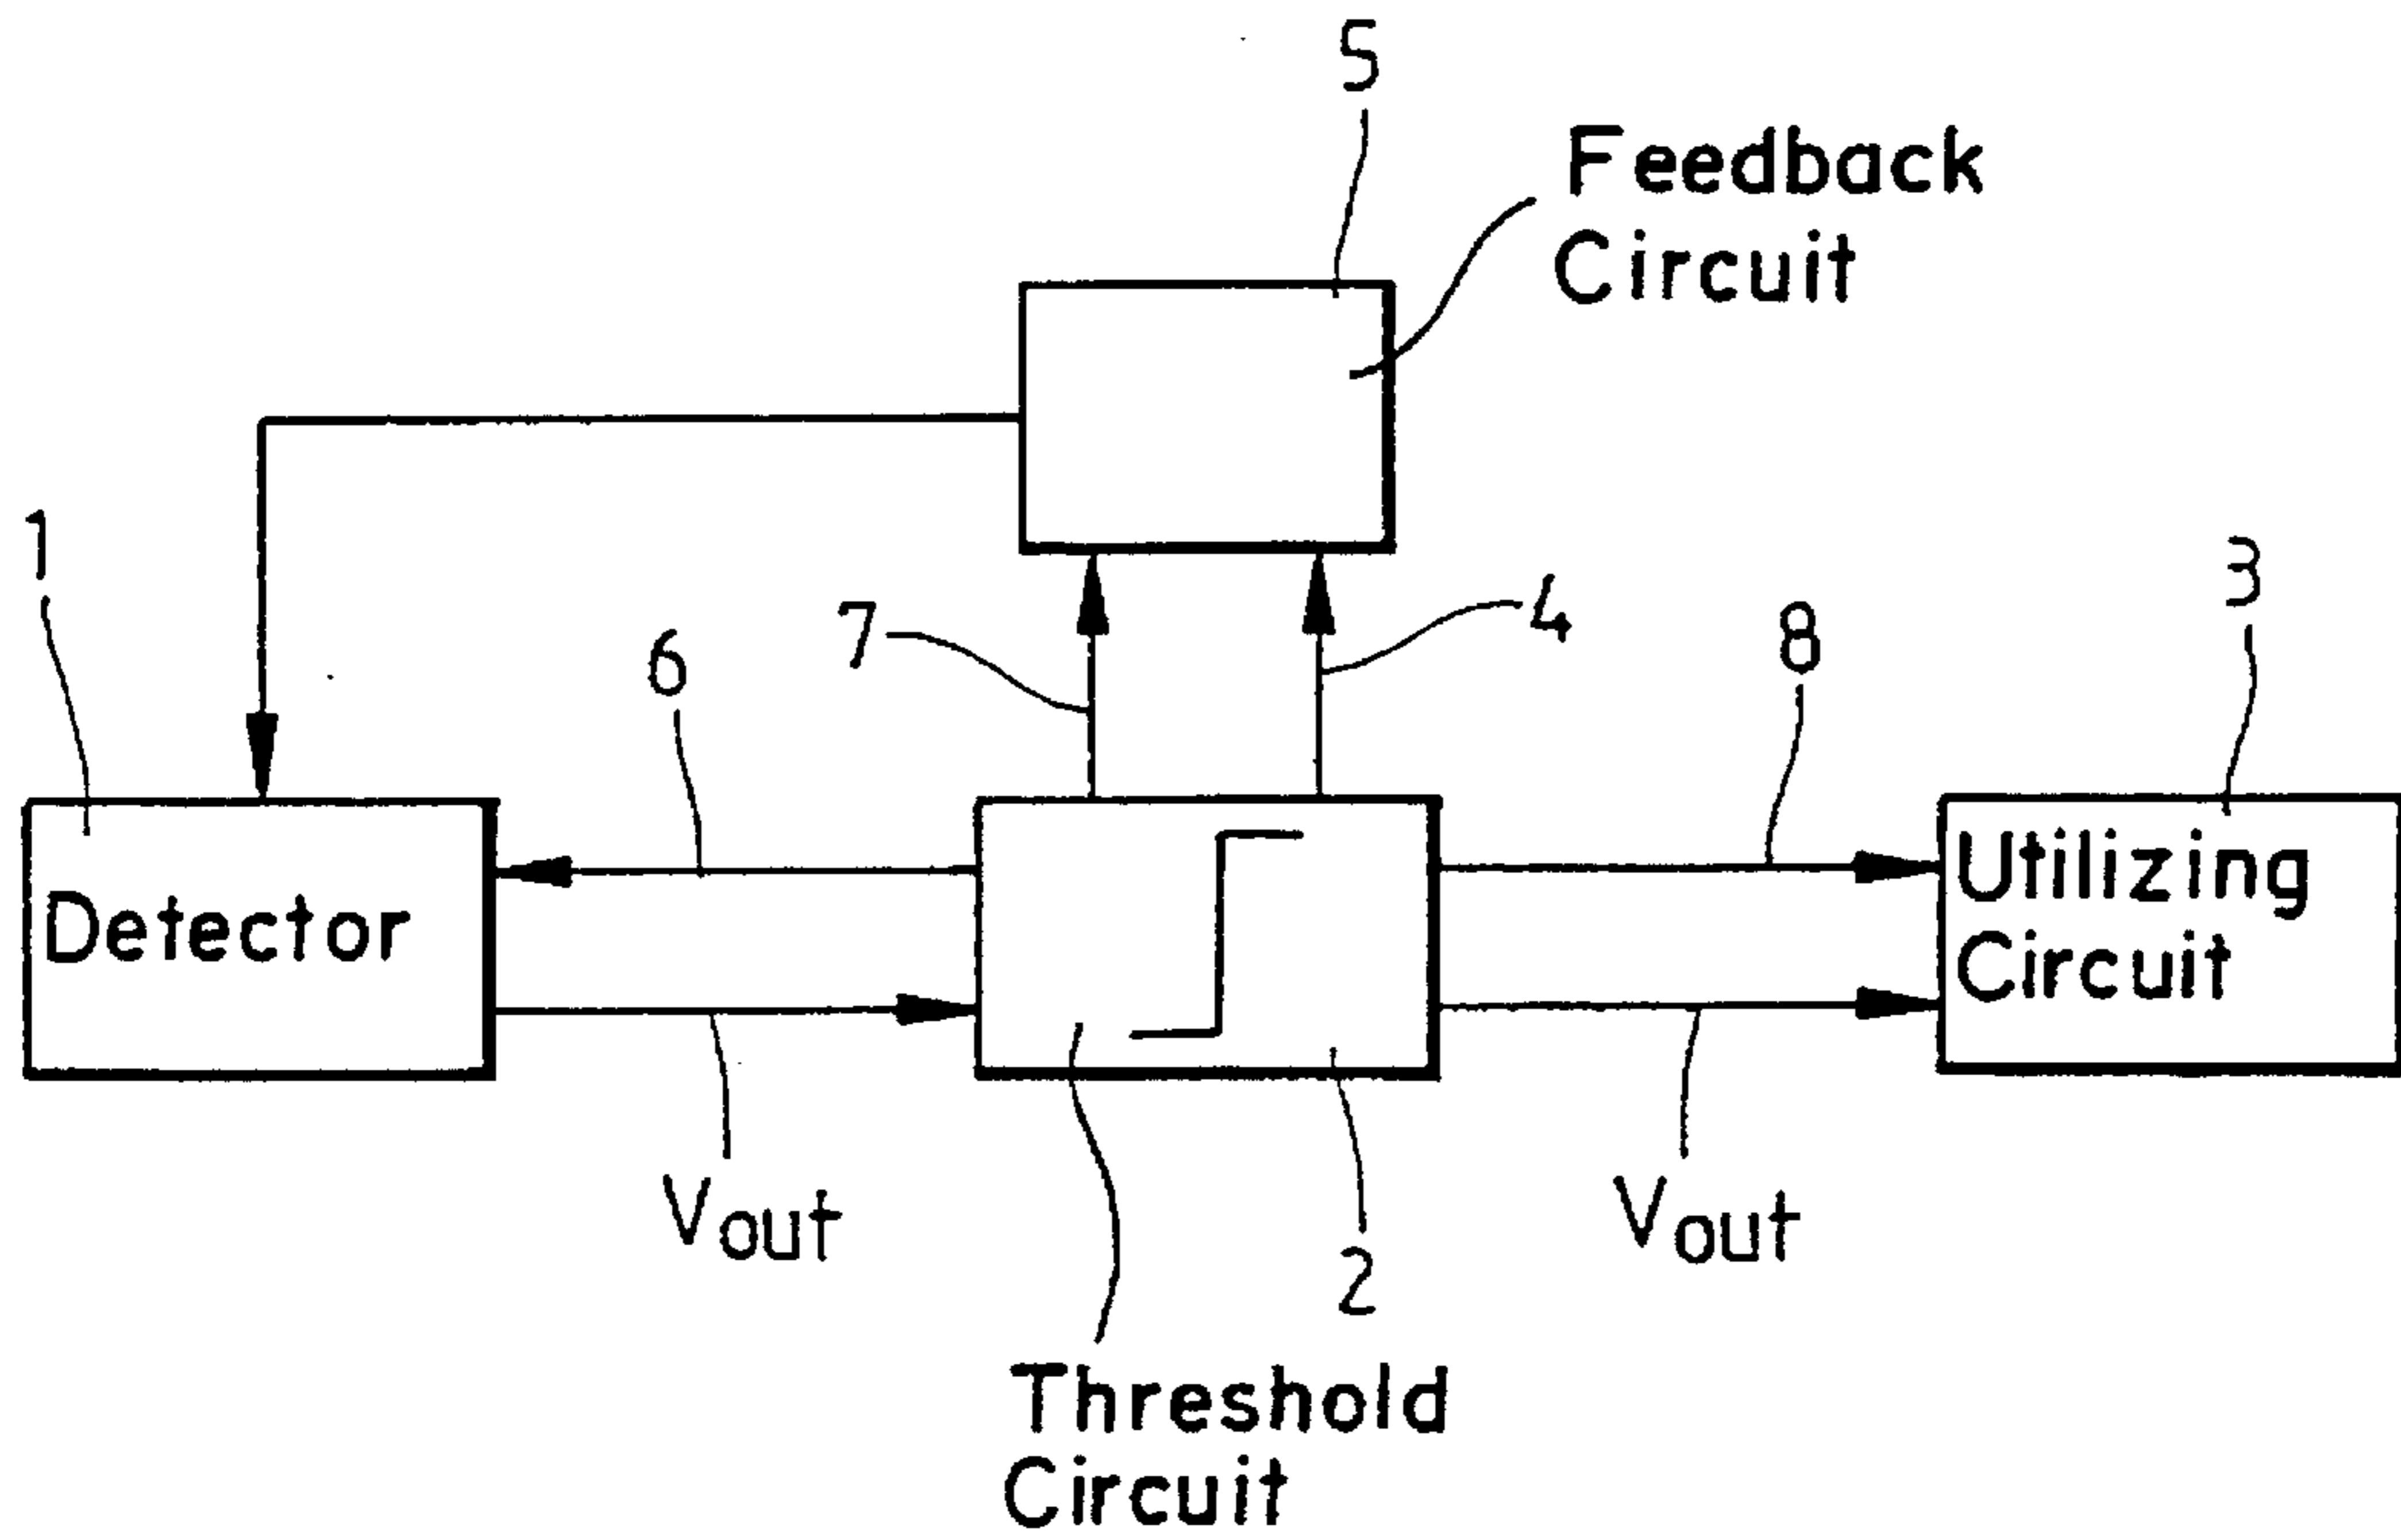 5
Feedback
Circuit
1
6
7
4
8
3
Detector
Utilizing
Circuit
Vout
2
Vout
Threshold
Circuit